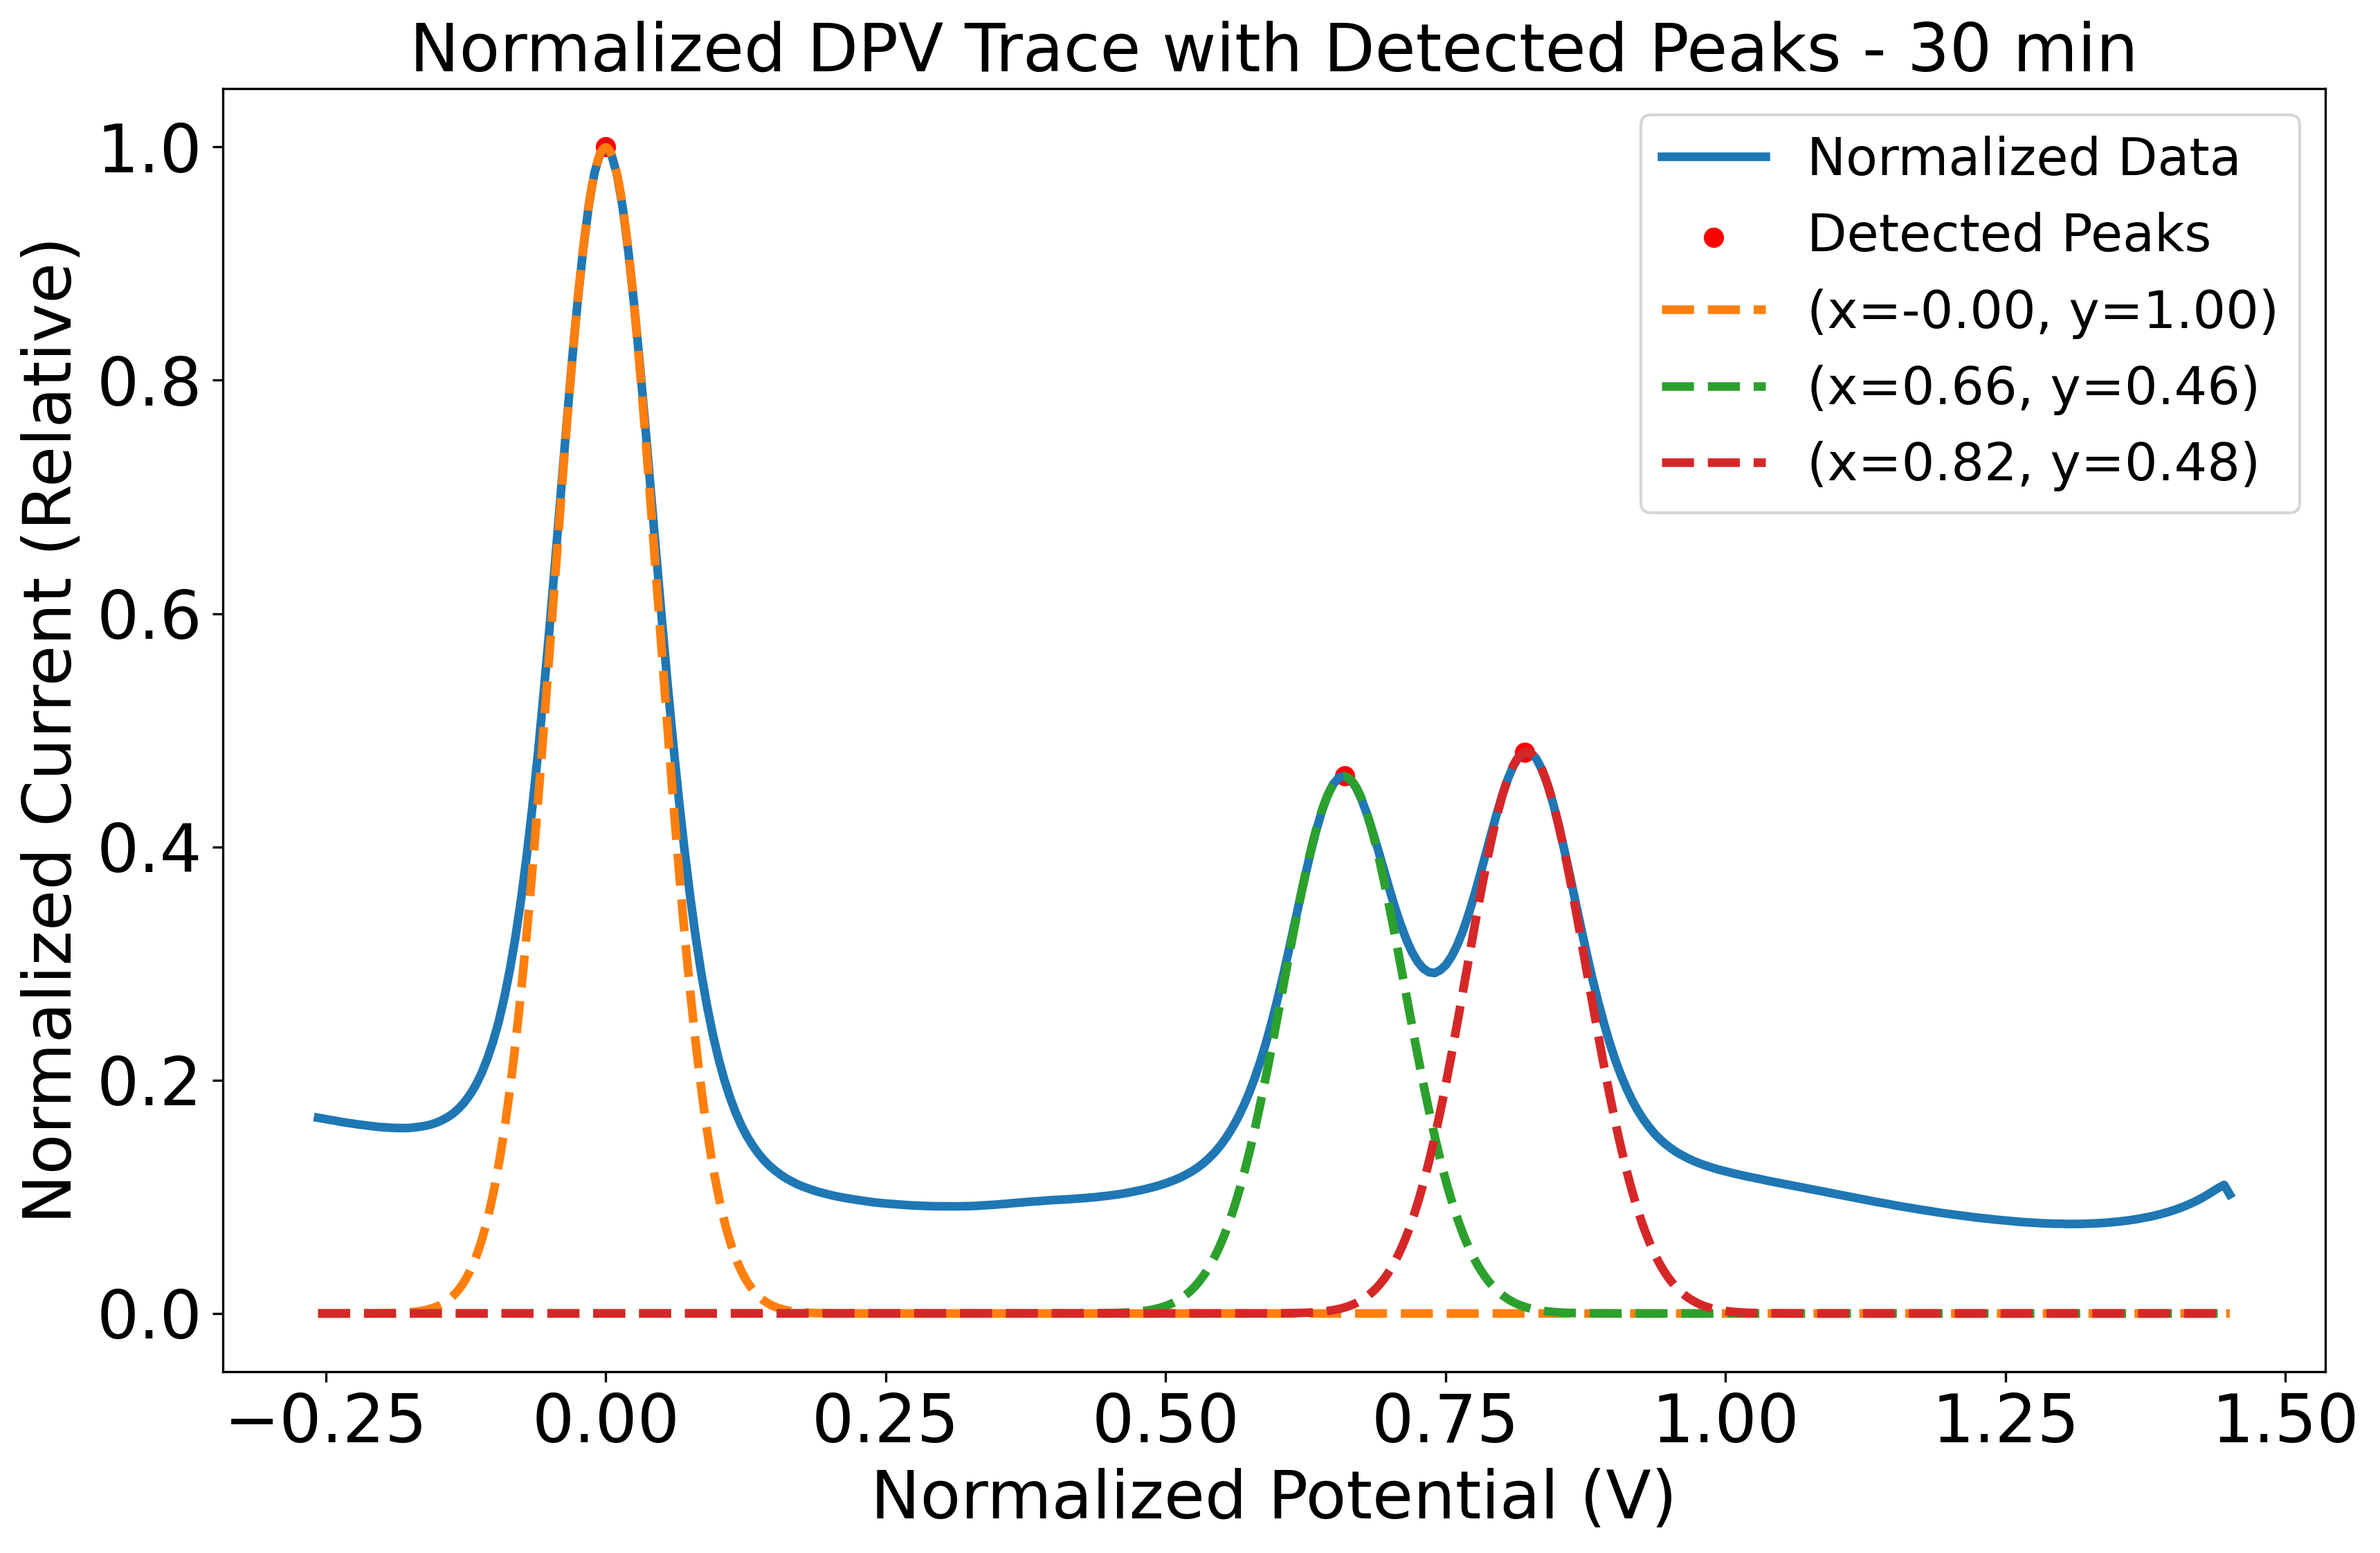 Normalized DPV Trace with Detected Peaks - 30 min
Normalized Current (Relative)
1.0
0.8
0.6
0.4
0.2
0.0
Normalized Data
Detected Peaks
(x=-0.00, y=1.00)
(x=0.66, y=0.46)
(x=0.82, y=0.48)
−0.25 0.00 0.25 0.50 0.75 1.00 1.25 1.50
Normalized Potential (V)